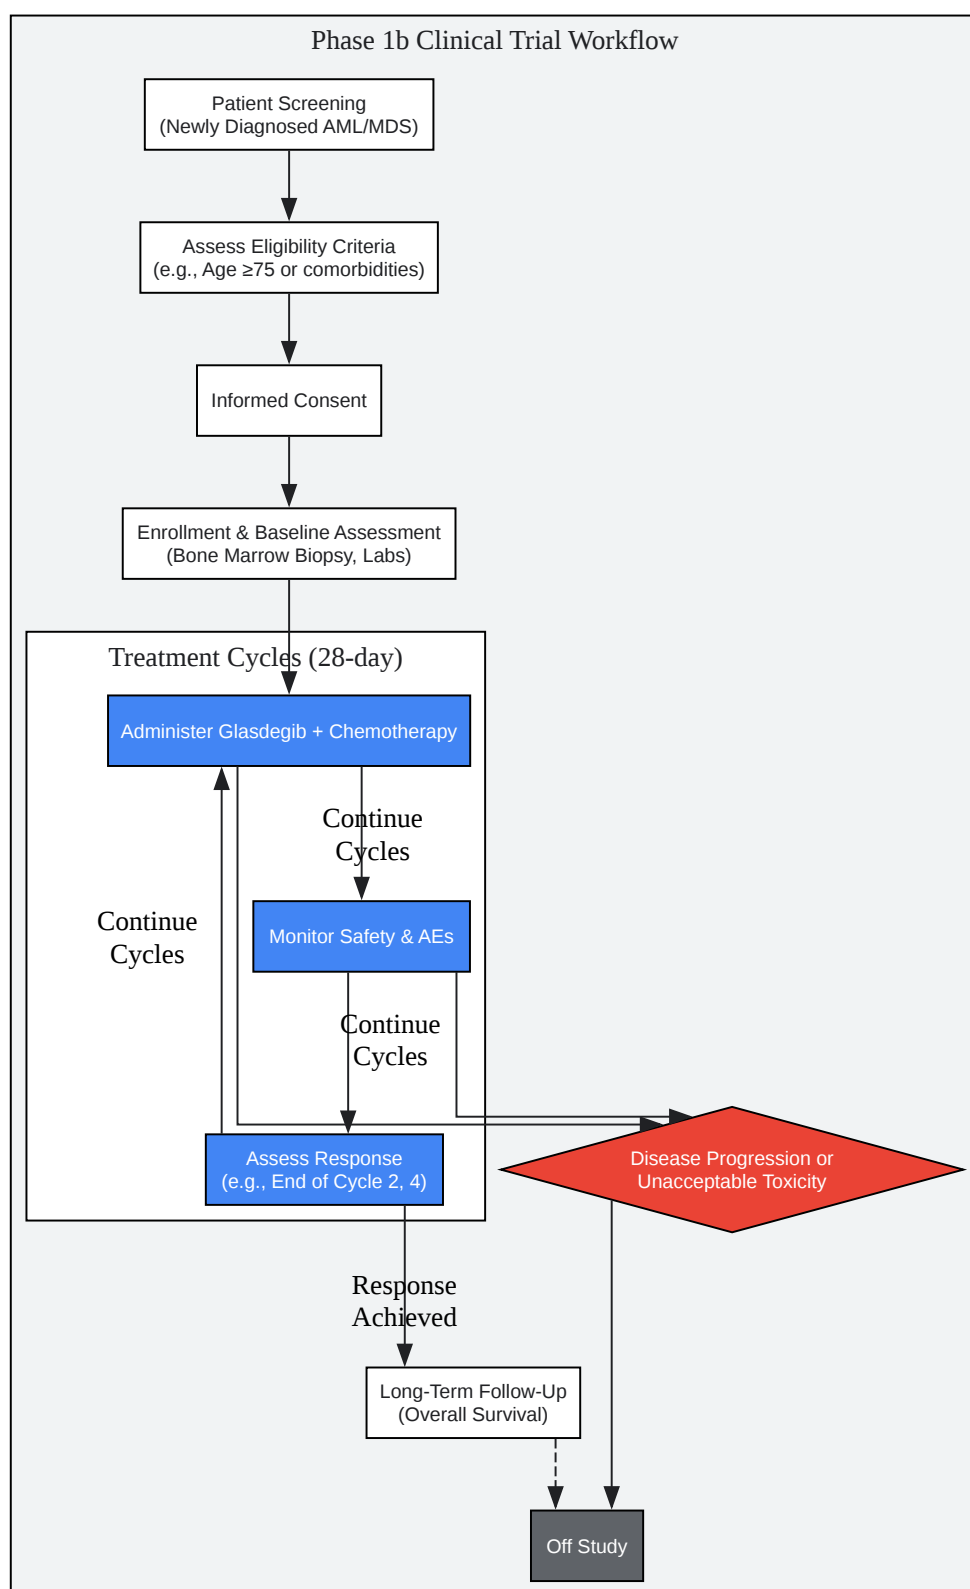 Phase 1b Clinical Trial Workflow
Patient Screening
(Newly Diagnosed AML/MDS)
Assess Eligibility Criteria
(e.g., Age ≥75 or comorbidities)
Informed Consent
Enrollment & Baseline Assessment
(Bone Marrow Biopsy, Labs)
Treatment Cycles (28-day)
Administer Glasdegib + Chemotherapy
Continue
Cycles
Continue
Cycles
Monitor Safety & AEs
Continue
Cycles
Assess Response
(e.g., End of Cycle 2, 4)
Disease Progression or
Unacceptable Toxicity
Response
Achieved
Long-Term Follow-Up
(Overall Survival)
Off Study